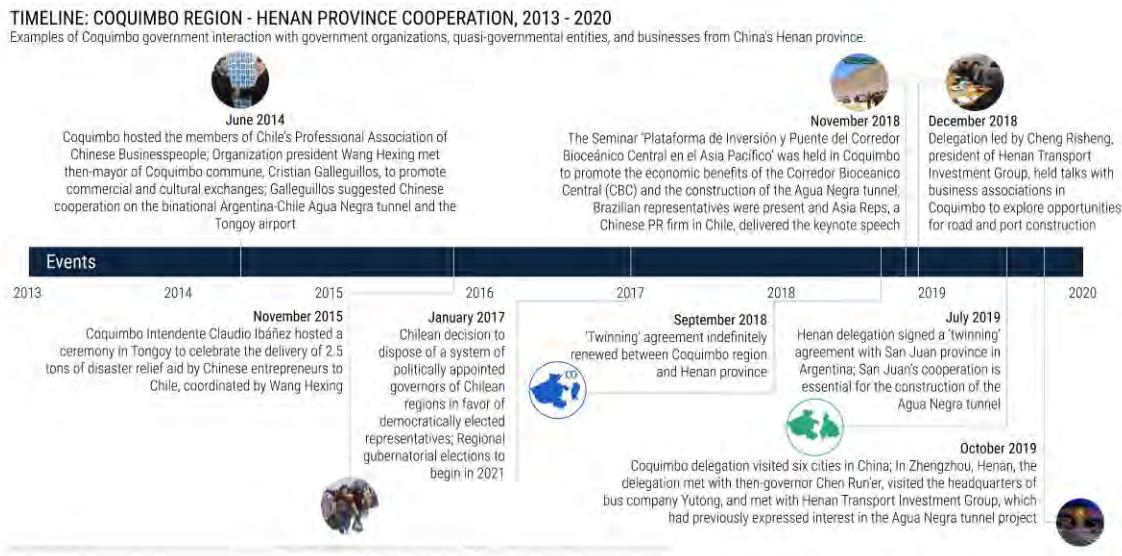 TIMELINE: COQUIMBO REGION - HENAN PROVINCE COOPERATION, 2013 - 2020
Examples of Coquimbo government interaction with government organizations, quasi-governmental entities, and businesses from China's Henan province.
June 2014
Coquimbo hosted the members of Chile's Professional Association of
Chinese Businesspeople; Organization president Wang Hexing met
then-mayor of Coquimbo commune, Cristian Galleguillos, to promote
commercial and cultural exchanges; Galleguillos suggested Chinese
cooperation on the binational Argentina-Chile Agua Negra tunnel and the
Tongoy airport
November 2018
The Seminar 'Plataforma de Inversión y Puente del Corredor
Bioceánico Central en el Asia Pacífico' was held in Coquimbo
to promote the economic benefits of the Corredor Bioceanico
Central (CBC) and the construction of the Agua Negra tunnel;
Brazilian representatives were present and Asia Reps, a
Chinese PR firm in Chile, delivered the keynote speech
December 2018
Delegation led by Cheng Risheng,
president of Henan Transport
Investment Group, held talks with
business associations in
Coquimbo to explore opportunities
for road and port construction
Events
2013 2014 2015 2016 2017 2018 2019 2020
November 2015
Coquimbo Intendente Claudio Ibáñez hosted a
ceremony in Tongoy to celebrate the delivery of 2.5
tons of disaster relief aid by Chinese entrepreneurs to
Chile, coordinated by Wang Hexing
January 2017
Chilean decision to
dispose of a system of
politically appointed
governors of Chilean
regions in favor of
democratically elected
representatives; Regional
gubernatorial elections to
begin in 2021
September 2018
'Twinning' agreement indefinitely
renewed between Coquimbo region
and Henan province
July 2019
Henan delegation signed a 'twinning'
agreement with San Juan province in
Argentina; San Juan's cooperation is
essential for the construction of the
Agua Negra tunnel
October 2019
Coquimbo delegation visited six cities in China; In Zhengzhou, Henan, the
delegation met with then-governor Chen Run'er, visited the headquarters of
bus company Yutong, and met with Henan Transport Investment Group, which
had previously expressed interest in the Agua Negra tunnel project